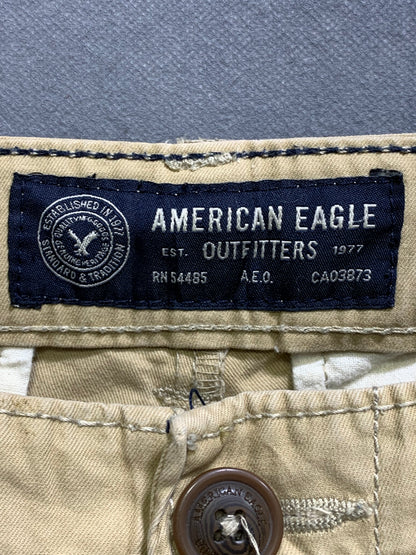 ESTABLISHED IN 1977
STANDARD & TRADITION
AMERICAN EAGLE
EST. OUTFITTERS 1977
RN 54485 A.E.O. CA03873
AMERICAN EAGLE